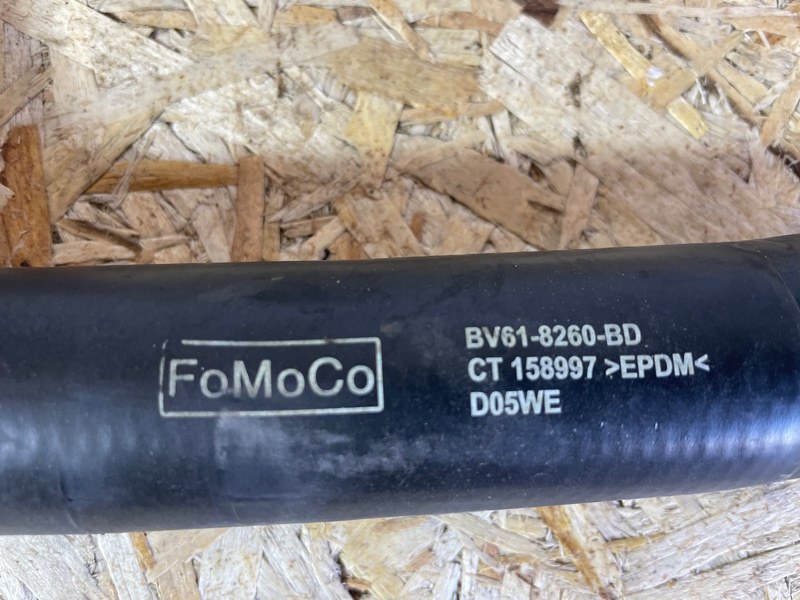 FoMoCo
BV61-8260-BD
CT 158997 >EPDM<
D05WE